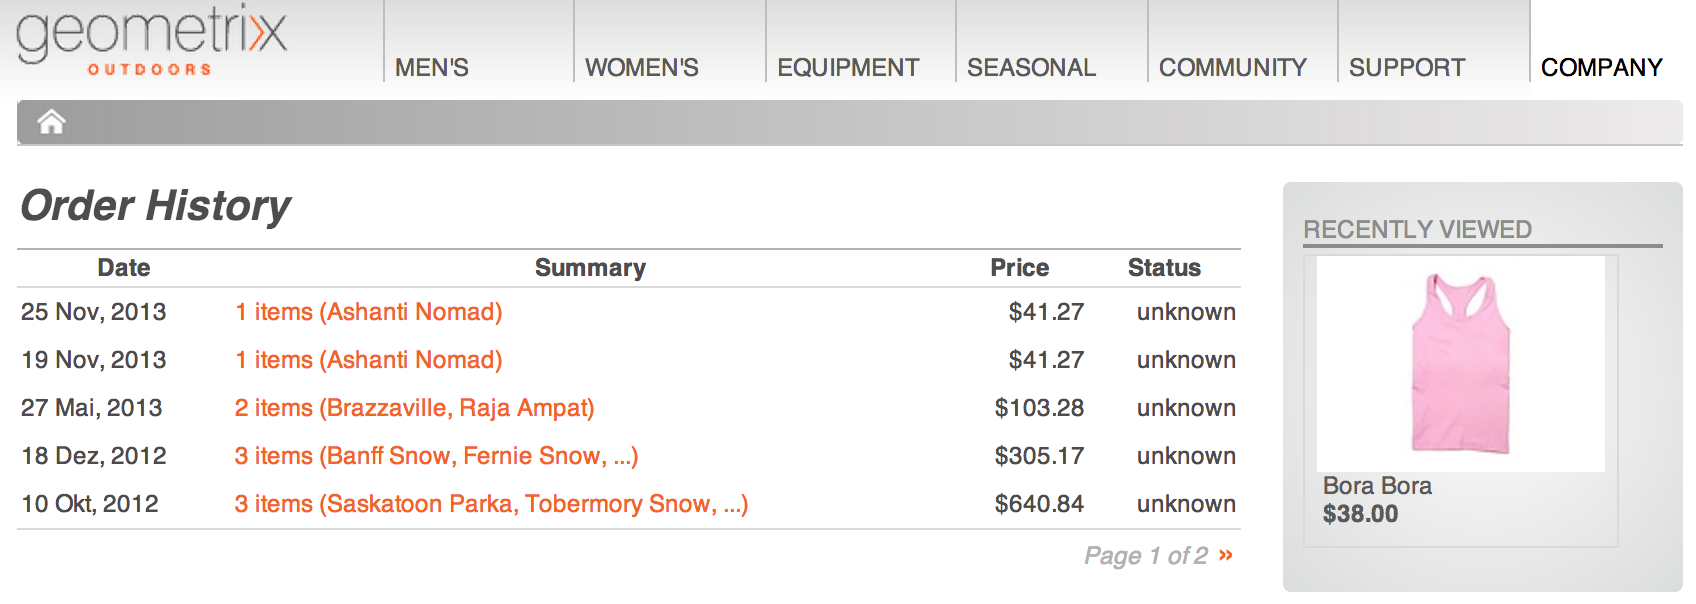 geometrixx
OUTDOORS
MEN'S
WOMEN'S
EQUIPMENT
SEASONAL
COMMUNITY
SUPPORT
COMPANY
Order History
Date Summary Price Status
25 Nov, 2013 1 items (Ashanti Nomad) $41.27 unknown
19 Nov, 2013 1 items (Ashanti Nomad) $41.27 unknown
27 Mai, 2013 2 items (Brazzaville, Raja Ampat) $103.28 unknown
18 Dez, 2012 3 items (Banff Snow, Fernie Snow, ...) $305.17 unknown
10 Okt, 2012 3 items (Saskatoon Parka, Tobermory Snow, ...) $640.84 unknown
Page 1 of 2 »
RECENTLY VIEWED
Bora Bora
$38.00